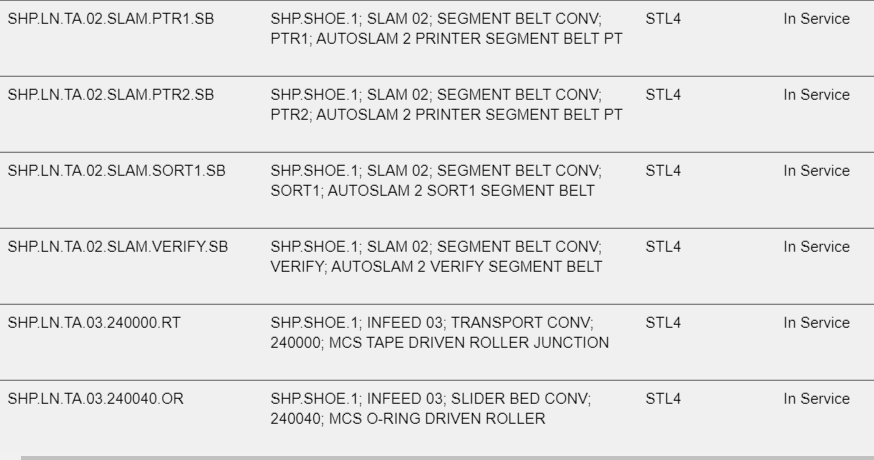 SHP.LN.TA.02.SLAM.PTR1.SB SHP.SHOE.1; SLAM 02; SEGMENT BELT CONV; STL4 In Service
PTR1; AUTOSLAM 2 PRINTER SEGMENT BELT PT
SHP.LN.TA.02.SLAM.PTR2.SB SHP.SHOE.1; SLAM 02; SEGMENT BELT CONV; STL4 In Service
PTR2; AUTOSLAM 2 PRINTER SEGMENT BELT PT
SHP.LN.TA.02.SLAM.SORT1.SB SHP.SHOE.1; SLAM 02; SEGMENT BELT CONV; STL4 In Service
SORT1; AUTOSLAM 2 SORT1 SEGMENT BELT
SHP.LN.TA.02.SLAM.VERIFY.SB SHP.SHOE.1; SLAM 02; SEGMENT BELT CONV; STL4 In Service
VERIFY; AUTOSLAM 2 VERIFY SEGMENT BELT
SHP.LN.TA.03.240000.RT SHP.SHOE.1; INFEED 03; TRANSPORT CONV; STL4 In Service
240000; MCS TAPE DRIVEN ROLLER JUNCTION
SHP.LN.TA.03.240040.OR SHP.SHOE.1; INFEED 03; SLIDER BED CONV; STL4 In Service
240040; MCS O-RING DRIVEN ROLLER